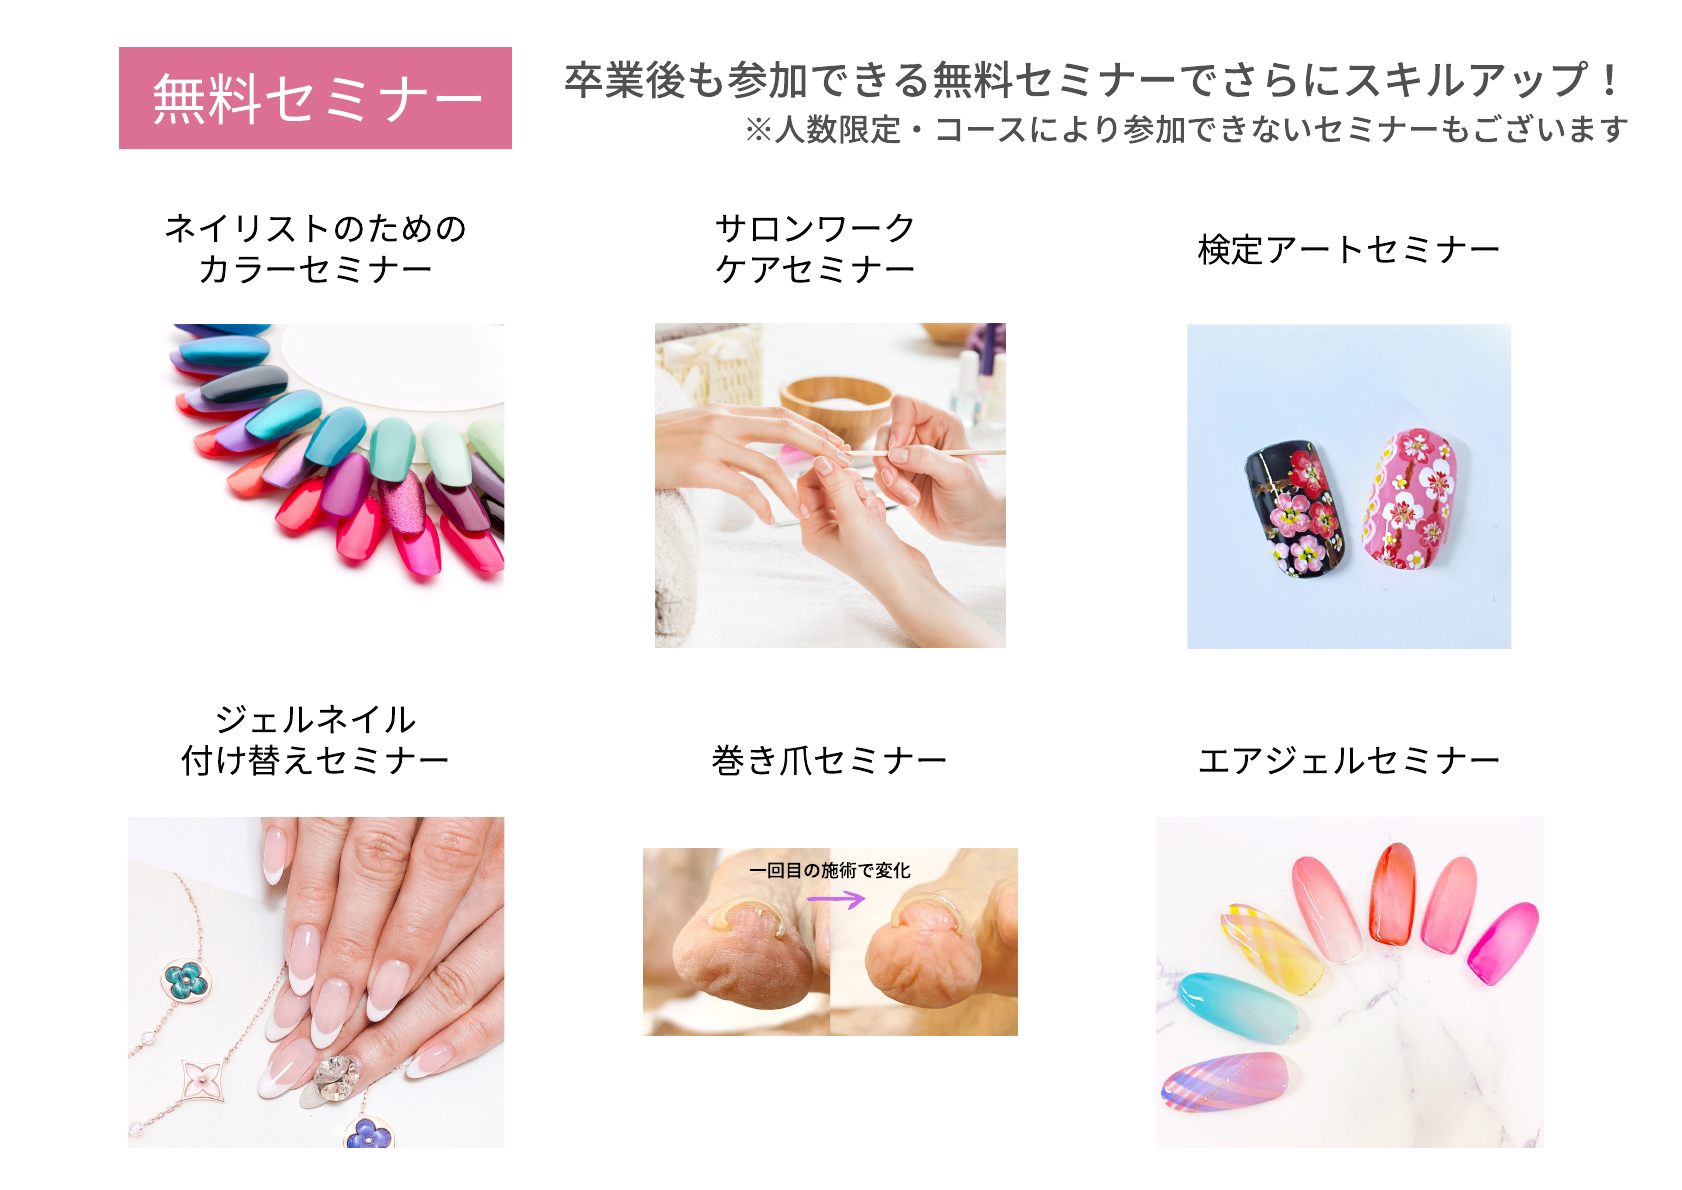 無料セミナー
卒業後も参加できる無料セミナーでさらにスキルアップ！
※人数限定・コースにより参加できないセミナーもございます
ネイリストのための
カラーセミナー
サロンワーク
ケアセミナー
検定アートセミナー
ジェルネイル
付け替えセミナー
巻き爪セミナー
エアジェルセミナー
一回目の施術で変化